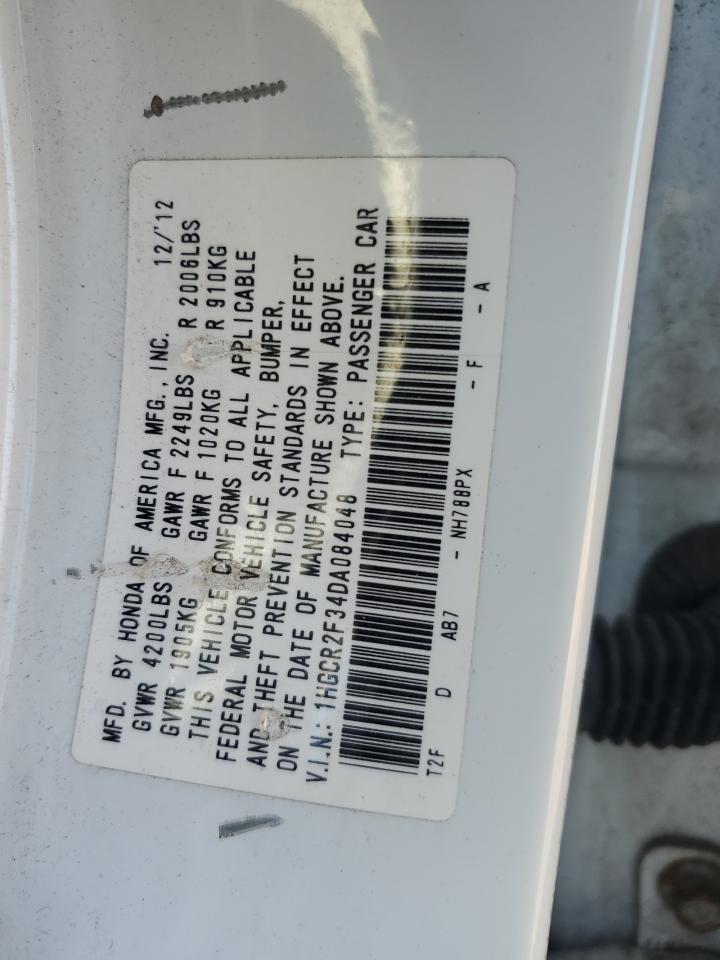 MFD. BY HONDA OF AMERICA MFG., INC. 12/'12
GVWR 4200LBS GAWR F 2249LBS R 2006LBS
GVWR 1905KG GAWR F 1020KG R 910KG
THIS VEHICLE CONFORMS TO ALL APPLICABLE
FEDERAL MOTOR VEHICLE SAFETY, BUMPER,
AND THEFT PREVENTION STANDARDS IN EFFECT
ON THE DATE OF MANUFACTURE SHOWN ABOVE.
V.I.N.: 1HGCR2F34DA084048 TYPE: PASSENGER CAR
T2F D AB7 - NH788PX - F - A